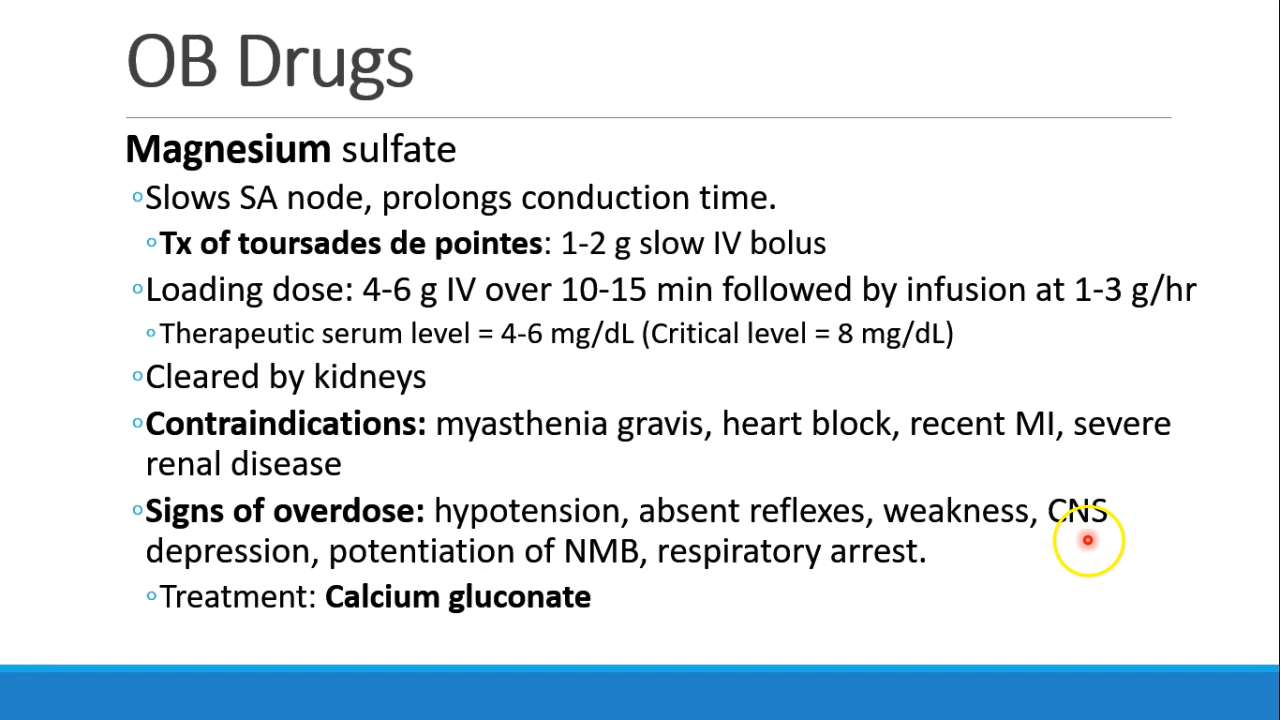 OB Drugs
Magnesium sulfate
◦Slows SA node, prolongs conduction time.
◦Tx of toursades de pointes: 1-2 g slow IV bolus
◦Loading dose: 4-6 g IV over 10-15 min followed by infusion at 1-3 g/hr
◦Therapeutic serum level = 4-6 mg/dL (Critical level = 8 mg/dL)
◦Cleared by kidneys
◦Contraindications: myasthenia gravis, heart block, recent MI, severe
renal disease
◦Signs of overdose: hypotension, absent reflexes, weakness, CNS
depression, potentiation of NMB, respiratory arrest.
◦Treatment: Calcium gluconate